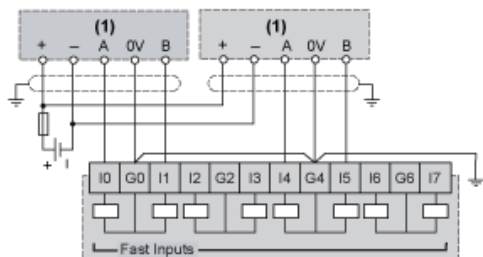 (1)
+ − A 0V B
(1)
+ − A 0V B
+ I
I0 G0 I1 I2 G2 I3 I4 G4 I5 I6 G6 I7
Fast Inputs